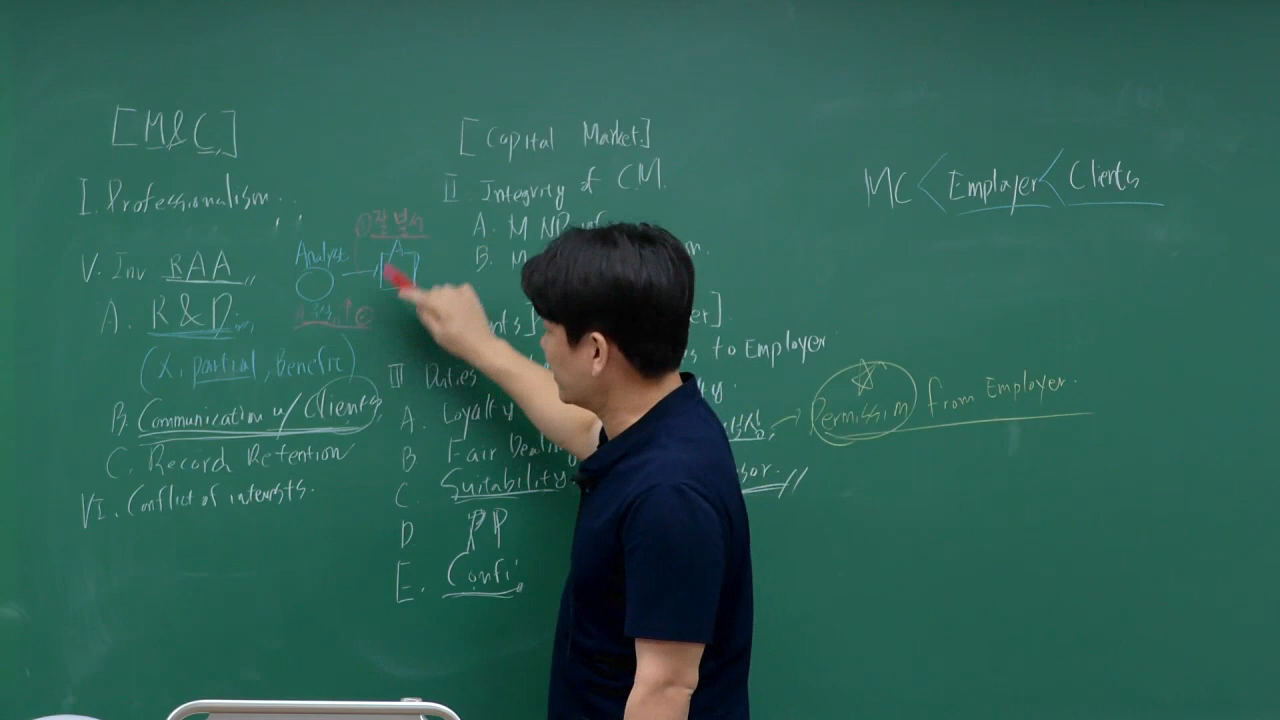 [M&C]
I. Professionalism
V. Inv RAA
A. R & D
(X, partial, Benefit)
B. Communication w/ Clients
C. Record Retention
VI. Conflict of interests.
Analyst
A
[Capital Market]
II. Integrity of CM.
A. M NP
B. M
III Duties
A. Loyalty
B Fair Dealing
C. Suitability
D PP
E. Confi
to Employer
Permission from Employer.
MC < Employer < Clients